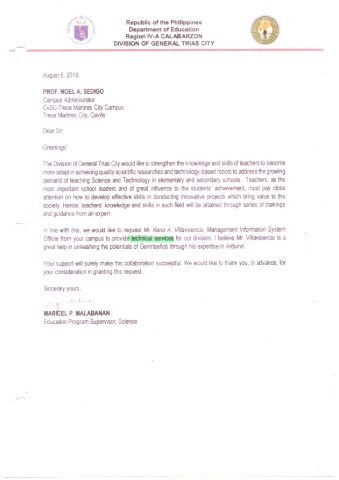 Republic of the Philippines
Department of Education
Region IV-A CALABARZON
DIVISION OF GENERAL TRIAS CITY
August 6, 2019
PROF. NOEL A. SEDIGO
Campus Administrator
CvSU-Trece Martires City Campus
Trece Martires City, Cavite
Dear Sir:
Greetings!
The Division of General Trias City would like to strengthen the knowledge and skills of teachers to become
more adept in achieving quality scientific researches and technology-based robots to address the growing
demand of teaching Science and Technology in elementary and secondary schools. Teachers, as the
most important school leaders and of great influence to the students' achievement, must pay close
attention on how to develop effective skills in conducting innovative projects which bring value to the
society. Hence, teachers' knowledge and skills in such field will be attained through series of trainings
and guidance from an expert.
In line with this, we would like to request Mr. A. Villavicencio, Management Information System
Officer from your campus to provide technical services for our division. I believe Mr. Villavicencio is a
great help in unleashing the potentials of Gentriseños through his expertise in Arduino.
Your support will surely make this collaboration successful. We would like to thank you, in advance, for
your consideration in granting this request.
Sincerely yours,
MARICEL P. MALABANAN
Education Program Supervisor, Science